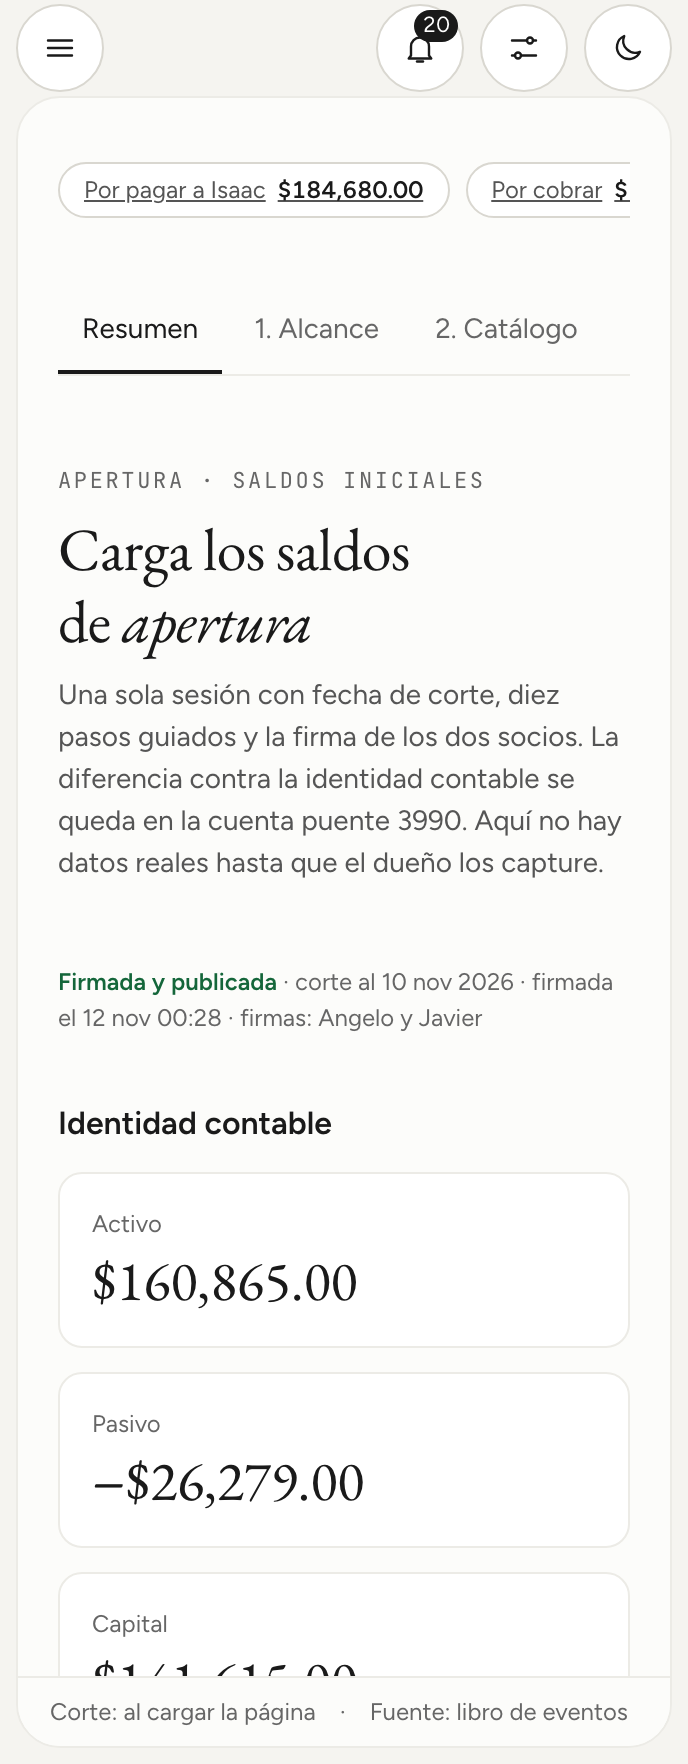 20
Por pagar a Isaac $184,680.00 Por cobrar $
Resumen 1. Alcance 2. Catálogo
APERTURA · SALDOS INICIALES
Carga los saldos
de apertura
Una sola sesión con fecha de corte, diez
pasos guiados y la firma de los dos socios. La
diferencia contra la identidad contable se
queda en la cuenta puente 3990. Aquí no hay
datos reales hasta que el dueño los capture.
Firmada y publicada · corte al 10 nov 2026 · firmada
el 12 nov 00:28 · firmas: Angelo y Javier
Identidad contable
Activo
$160,865.00
Pasivo
–$26,279.00
Capital
Corte: al cargar la página · Fuente: libro de eventos